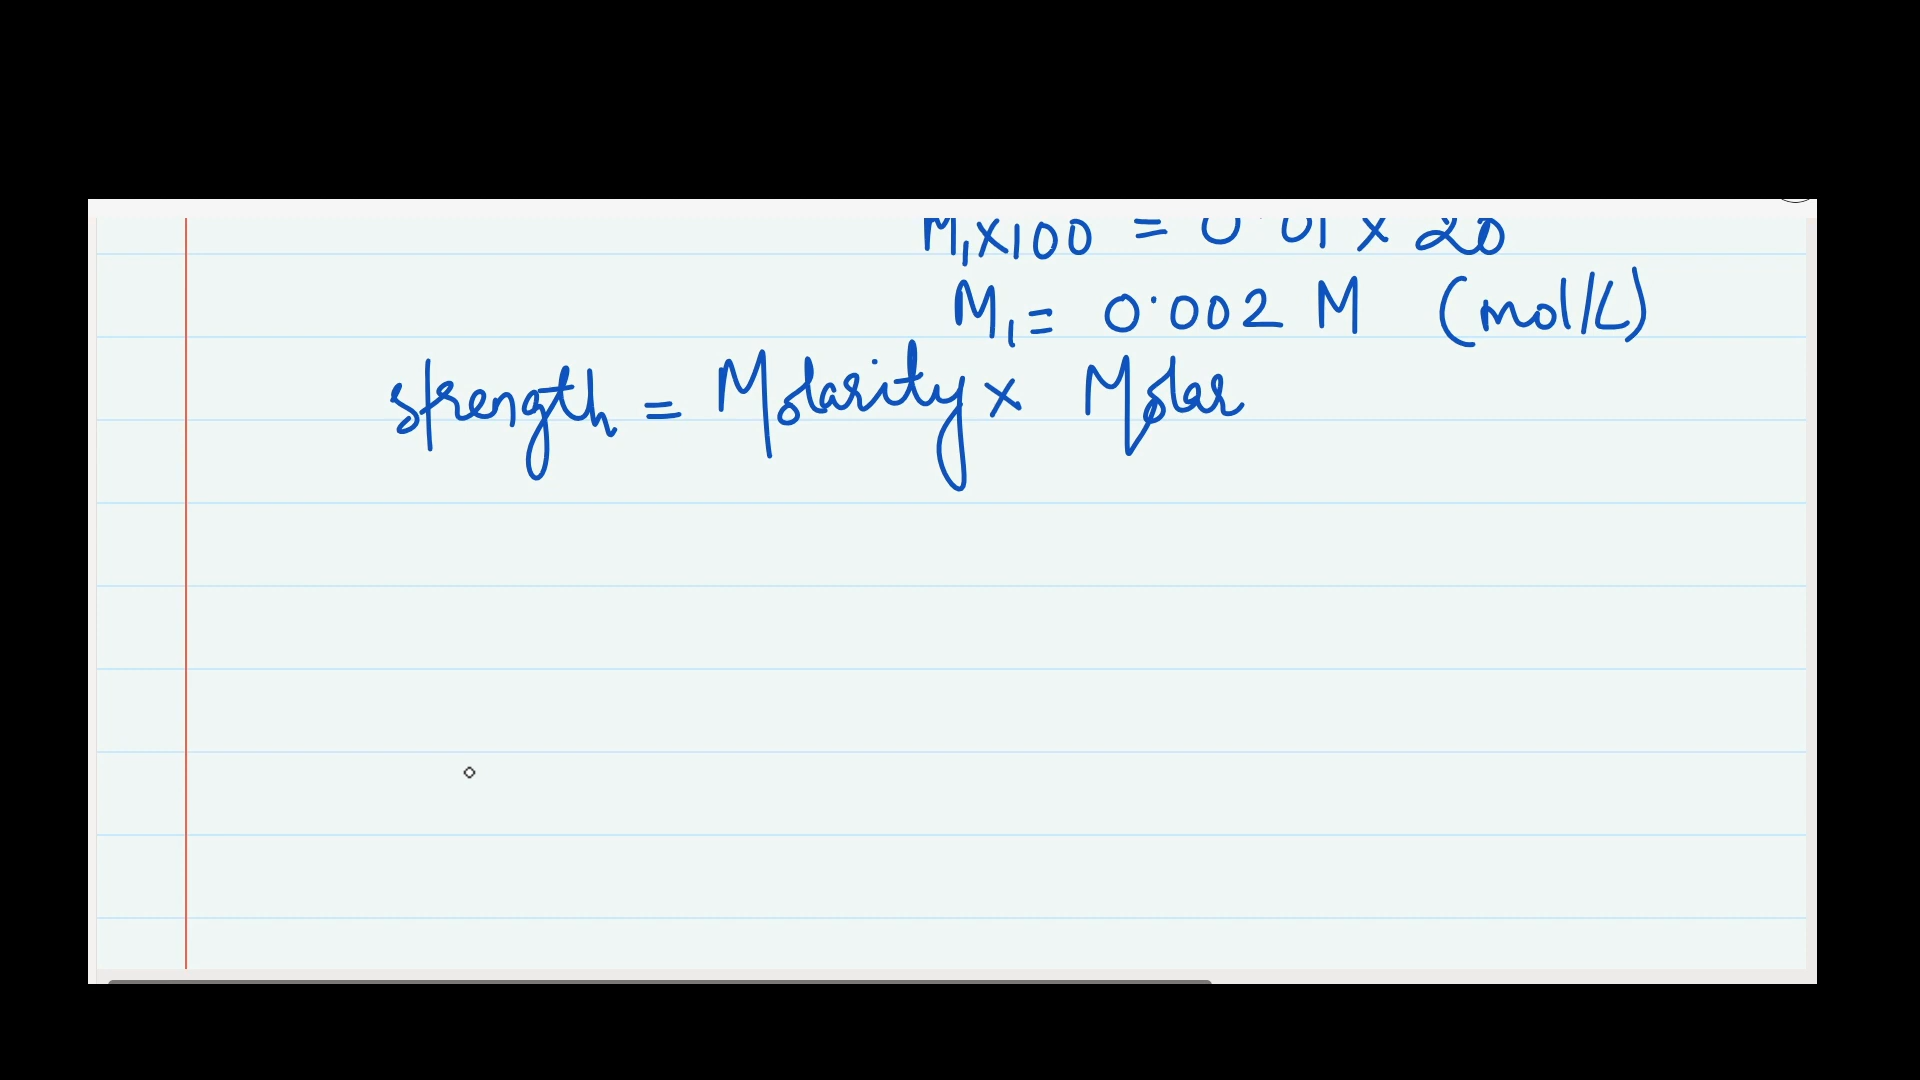 M₁x100 = 0.01 x 20
M₁ = 0.002 M (mol/L)
strength = Molarity x Molar